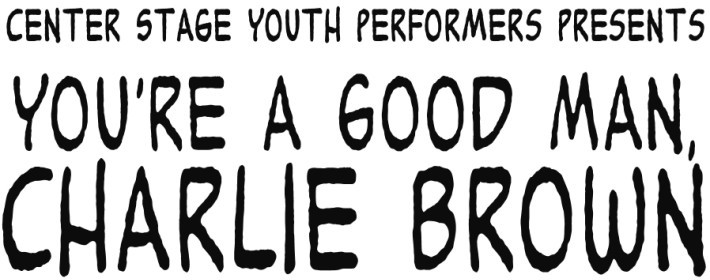 CENTER STAGE YOUTH PERFORMERS PRESENTS
YOU'RE A GOOD MAN,
CHARLIE BROWN